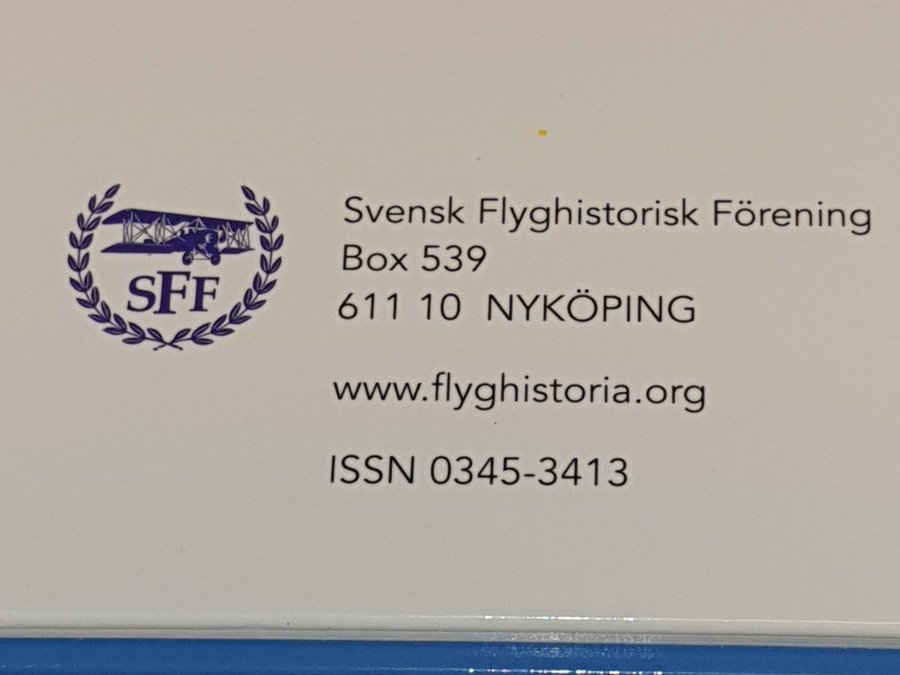 SFF
Svensk Flyghistorisk Förening
Box 539
611 10 NYKÖPING
www.flyghistoria.org
ISSN 0345-3413